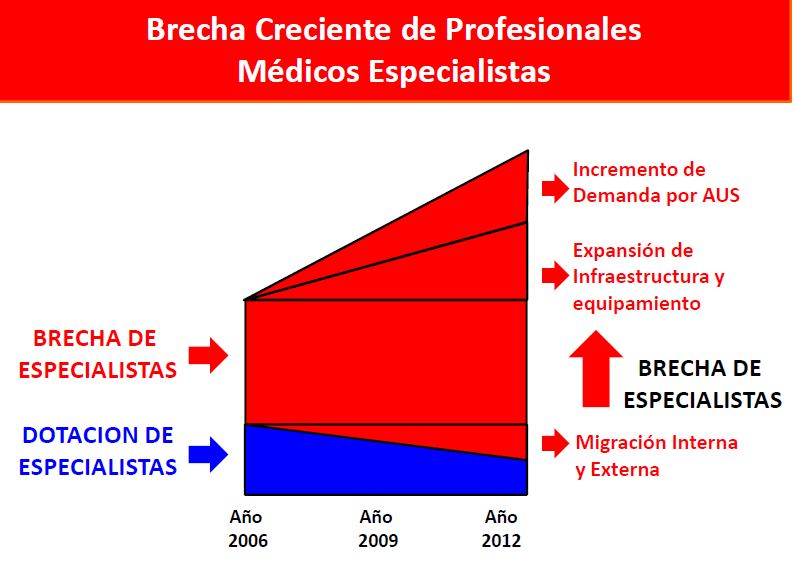 Brecha Creciente de Profesionales
Médicos Especialistas
Incremento de
Demanda por AUS
Expansión de
Infraestructura y
equipamiento
BRECHA DE
ESPECIALISTAS
BRECHA DE
ESPECIALISTAS
DOTACION DE
ESPECIALISTAS
Migración Interna
y Externa
Año
2006
Año
2009
Año
2012